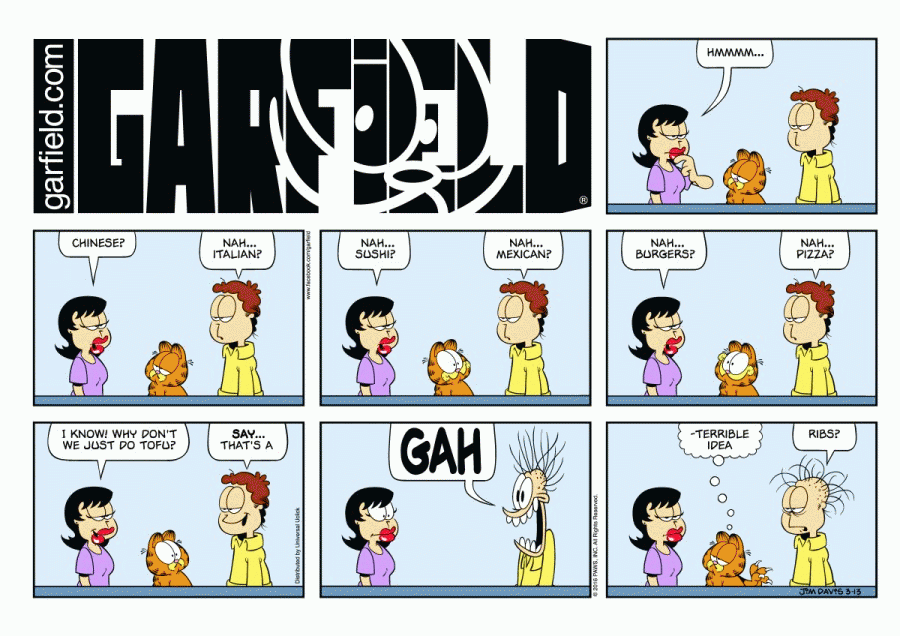 garfield.com
GARFIELD
®
HMMMM...
CHINESE?
NAH...
ITALIAN?
www.facebook.com/garfield
NAH...
SUSHI?
NAH...
MEXICAN?
NAH...
BURGERS?
NAH...
PIZZA?
I KNOW! WHY DON'T
WE JUST DO TOFU?
SAY...
THAT'S A
Distributed by Universal Uclick
GAH
© 2016 PAWS, INC. All Rights Reserved.
-TERRIBLE
IDEA
RIBS?
JIM DAVIS 3-13